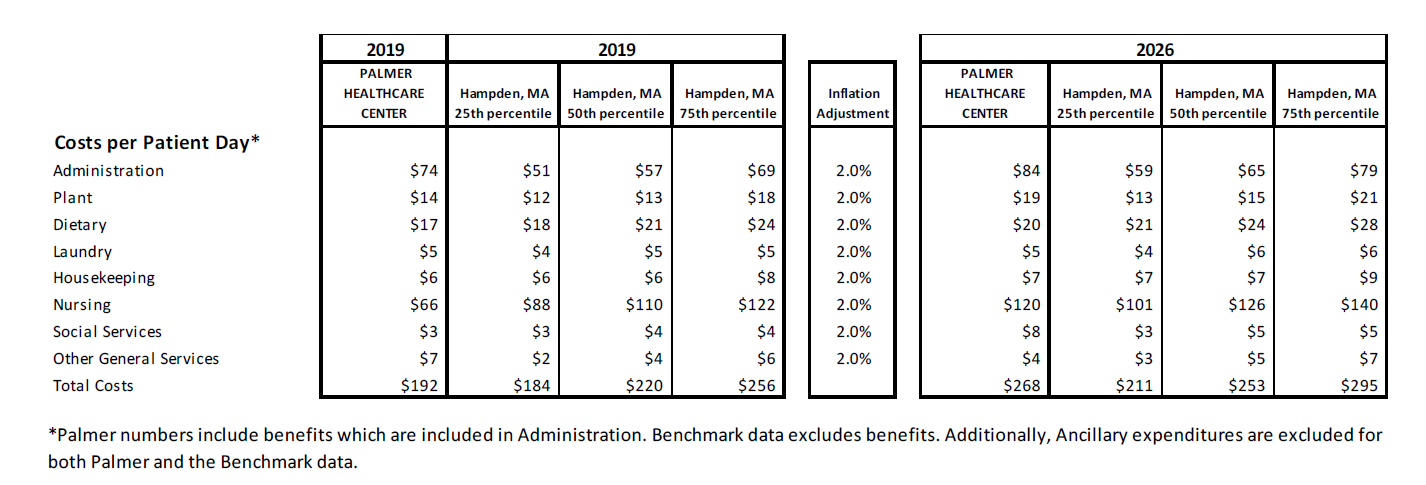 2019 2019 2026
PALMER HEALTHCARE CENTER Hampden, MA 25th percentile Hampden, MA 50th percentile Hampden, MA 75th percentile Inflation Adjustment PALMER HEALTHCARE CENTER Hampden, MA 25th percentile Hampden, MA 50th percentile Hampden, MA 75th percentile
Costs per Patient Day*
Administration $74 $51 $57 $69 2.0% $84 $59 $65 $79
Plant $14 $12 $13 $18 2.0% $19 $13 $15 $21
Dietary $17 $18 $21 $24 2.0% $20 $21 $24 $28
Laundry $5 $4 $5 $5 2.0% $5 $4 $6 $6
Housekeeping $6 $6 $6 $8 2.0% $7 $7 $7 $9
Nursing $66 $88 $110 $122 2.0% $120 $101 $126 $140
Social Services $3 $3 $4 $4 2.0% $8 $3 $5 $5
Other General Services $7 $2 $4 $6 2.0% $4 $3 $5 $7
Total Costs $192 $184 $220 $256 $268 $211 $253 $295
*Palmer numbers include benefits which are included in Administration. Benchmark data excludes benefits. Additionally, Ancillary expenditures are excluded for
both Palmer and the Benchmark data.